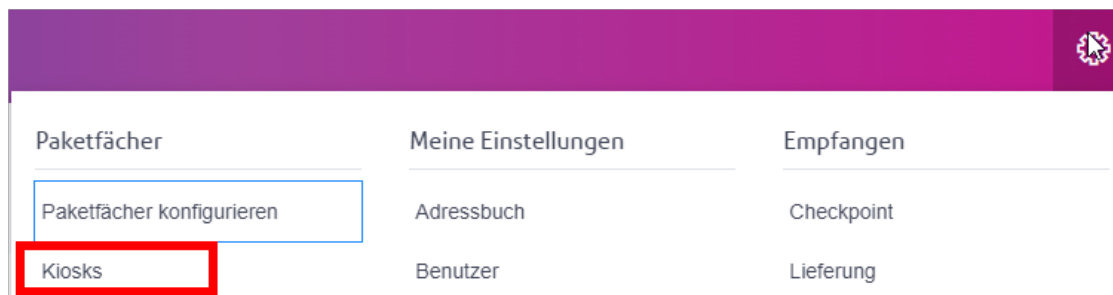 Paketfächer
Meine Einstellungen
Empfangen
Paketfächer konfigurieren
Adressbuch
Checkpoint
Kiosks
Benutzer
Lieferung